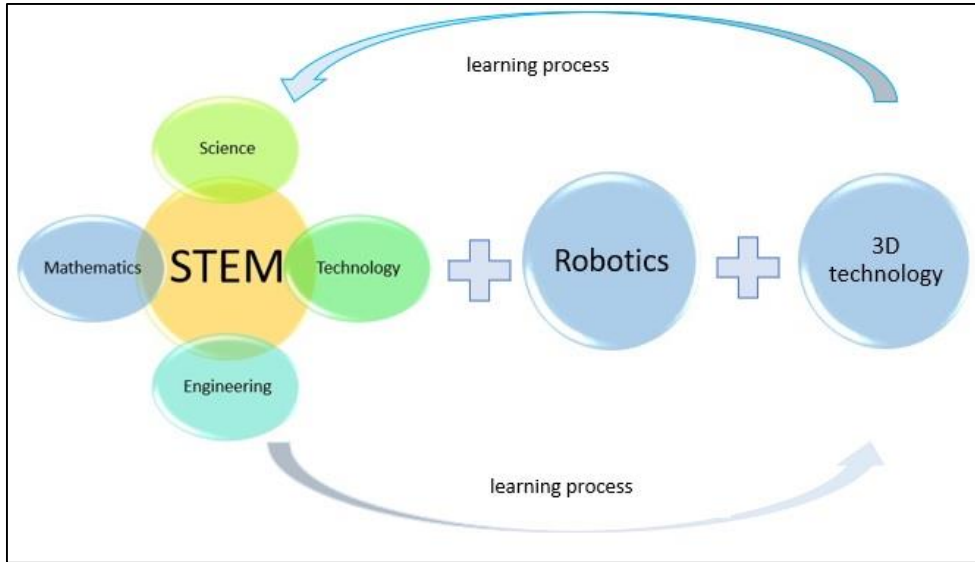 learning process
Science
Mathematics
STEM
Technology
Engineering
Robotics
3D
technology
learning process